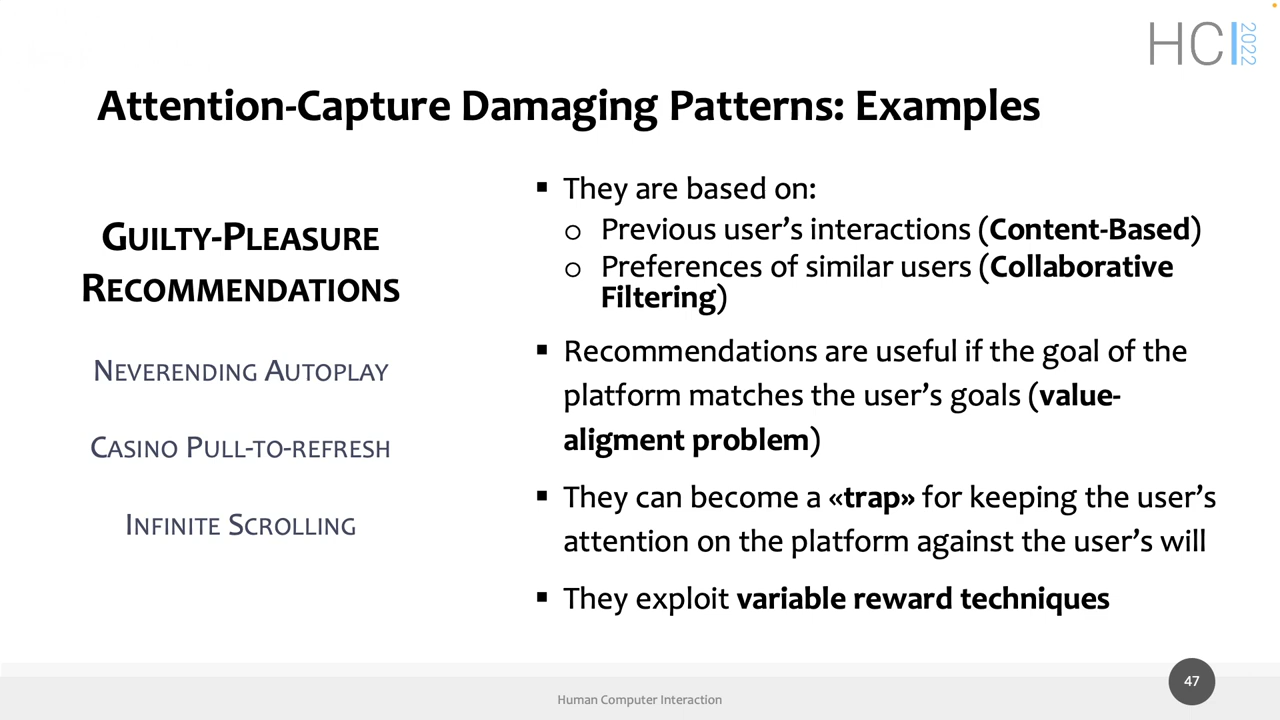 HCI 2022
Attention-Capture Damaging Patterns: Examples
GUILTY-PLEASURE
RECOMMENDATIONS
NEVERENDING AUTOPLAY
CASINO PULL-TO-REFRESH
INFINITE SCROLLING
▪ They are based on:
o Previous user’s interactions (Content-Based)
o Preferences of similar users (Collaborative
Filtering)
▪ Recommendations are useful if the goal of the
platform matches the user’s goals (value-
aligment problem)
▪ They can become a «trap» for keeping the user’s
attention on the platform against the user’s will
▪ They exploit variable reward techniques
Human Computer Interaction
47